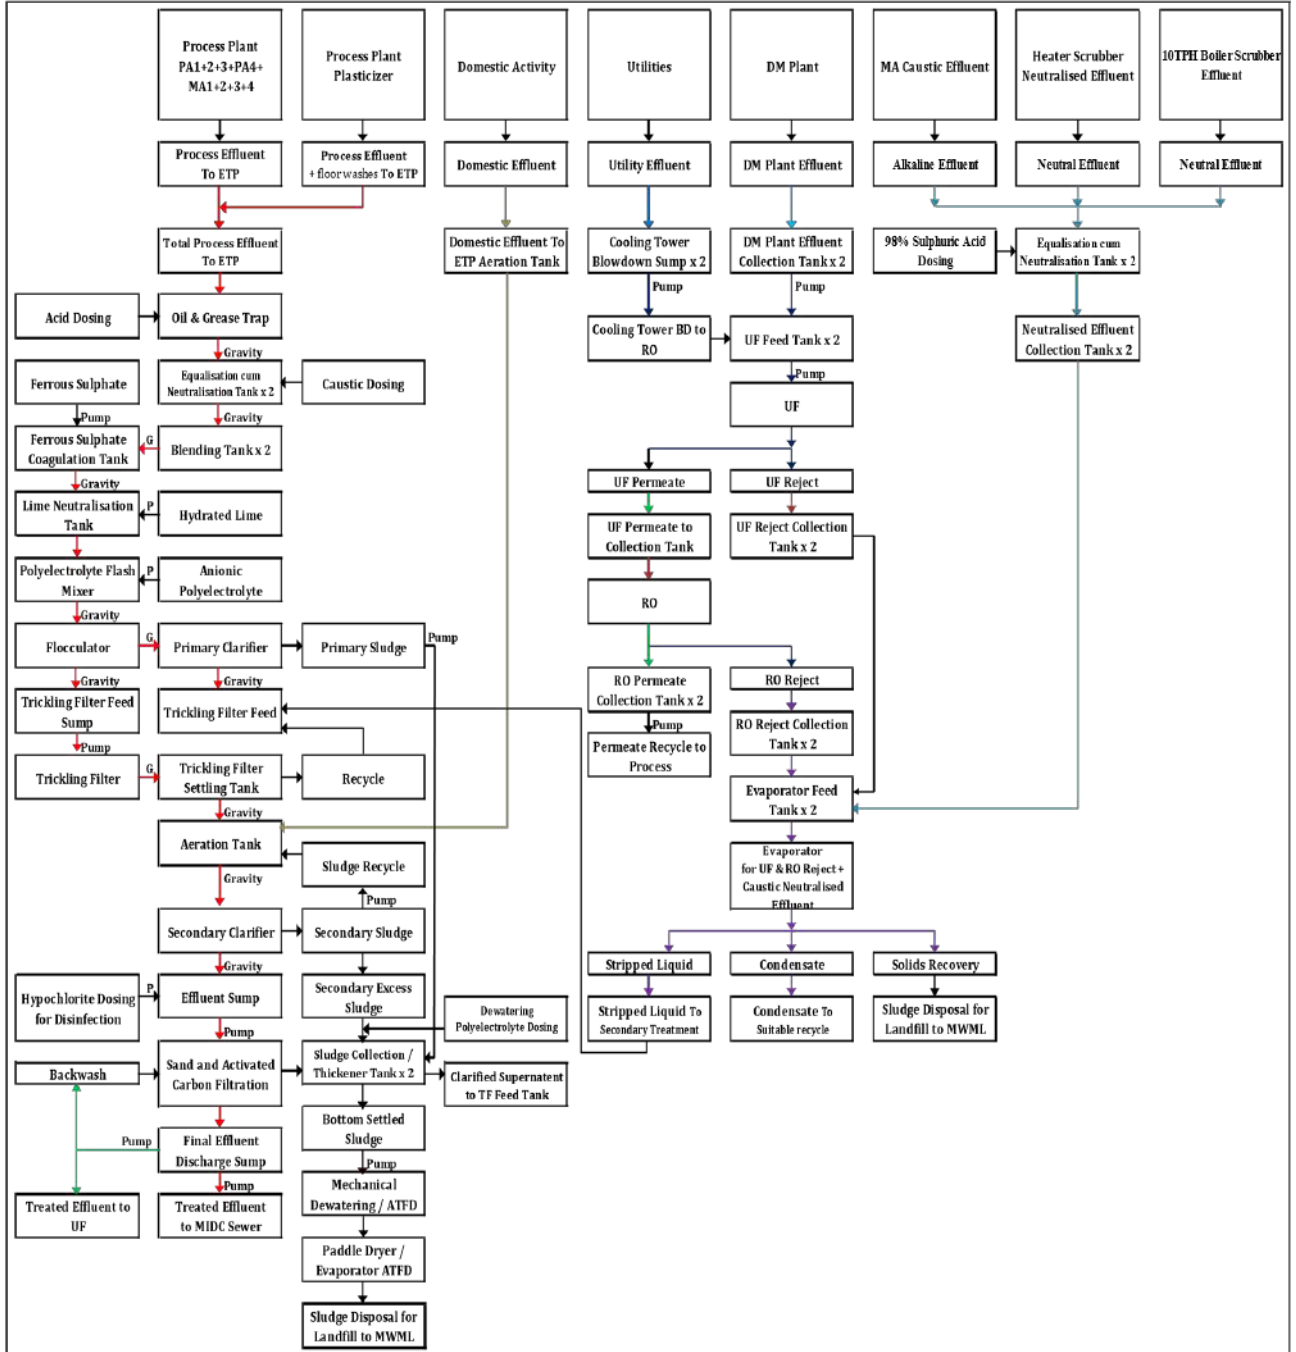 Process Plant
PA1+2+3+PA4+
MA1+2+3+4
Process Plant
Plasticizer
Domestic Activity
Utilities
DM Plant
MA Caustic Effluent
Heater Scrubber
Neutralised Effluent
10TPH Boiler Scrubber
Effluent
Process Effluent
To ETP
Process Effluent
+ floor washes To ETP
Domestic Effluent
Utility Effluent
DM Plant Effluent
Alkaline Effluent
Neutral Effluent
Neutral Effluent
Total Process Effluent
To ETP
Domestic Effluent To
ETP Aeration Tank
Cooling Tower
Blowdown Sump x 2
DM Plant Effluent
Collection Tank x 2
98% Sulphuric Acid
Dosing
Equalisation cum
Neutralisation Tank x 2
Pump
Pump
Acid Dosing
Oil & Grease Trap
Cooling Tower BD to
RO
UF Feed Tank x 2
Neutralised Effluent
Collection Tank x 2
Gravity
Pump
Ferrous Sulphate
Equalisation cum
Neutralisation Tank x 2
Caustic Dosing
UF
Pump
Gravity
Ferrous Sulphate
Coagulation Tank
G
Blending Tank x 2
Gravity
UF Permeate
UF Reject
Lime Neutralisation
Tank
P
Hydrated Lime
UF Permeate to
Collection Tank
UF Reject Collection
Tank x 2
Polyelectrolyte Flash
Mixer
P
Anionic
Polyelectrolyte
RO
Gravity
Flocculator
G
Primary Clarifier
Primary Sludge
Pump
Gravity
Gravity
RO Permeate
Collection Tank x 2
RO Reject
Trickling Filter Feed
Sump
Trickling Filter Feed
RO Reject Collection
Tank x 2
Pump
Pump
Permeate Recycle to
Process
Trickling Filter
G
Trickling Filter
Settling Tank
Recycle
Evaporator Feed
Tank x 2
Gravity
Aeration Tank
Sludge Recycle
Evaporator
for UF & RO Reject +
Caustic Neutralised
Effluent
Gravity
Pump
Secondary Clarifier
Secondary Sludge
Stripped Liquid
Condensate
Solids Recovery
Gravity
Hypochlorite Dosing
for Disinfection
P
Effluent Sump
Secondary Excess
Sludge
Dewatering
Polyelectrolyte Dosing
Stripped Liquid To
Secondary Treatment
Condensate To
Suitable recycle
Sludge Disposal for
Landfill to MWML
Pump
Backwash
Sand and Activated
Carbon Filtration
Sludge Collection /
Thickener Tank x 2
Clarified Supernatent
to TF Feed Tank
Pump
Final Effluent
Discharge Sump
Bottom Settled
Sludge
Pump
Pump
Treated Effluent to
UF
Treated Effluent
to MIDC Sewer
Mechanical
Dewatering / ATFD
Paddle Dryer /
Evaporator ATFD
Sludge Disposal for
Landfill to MWML